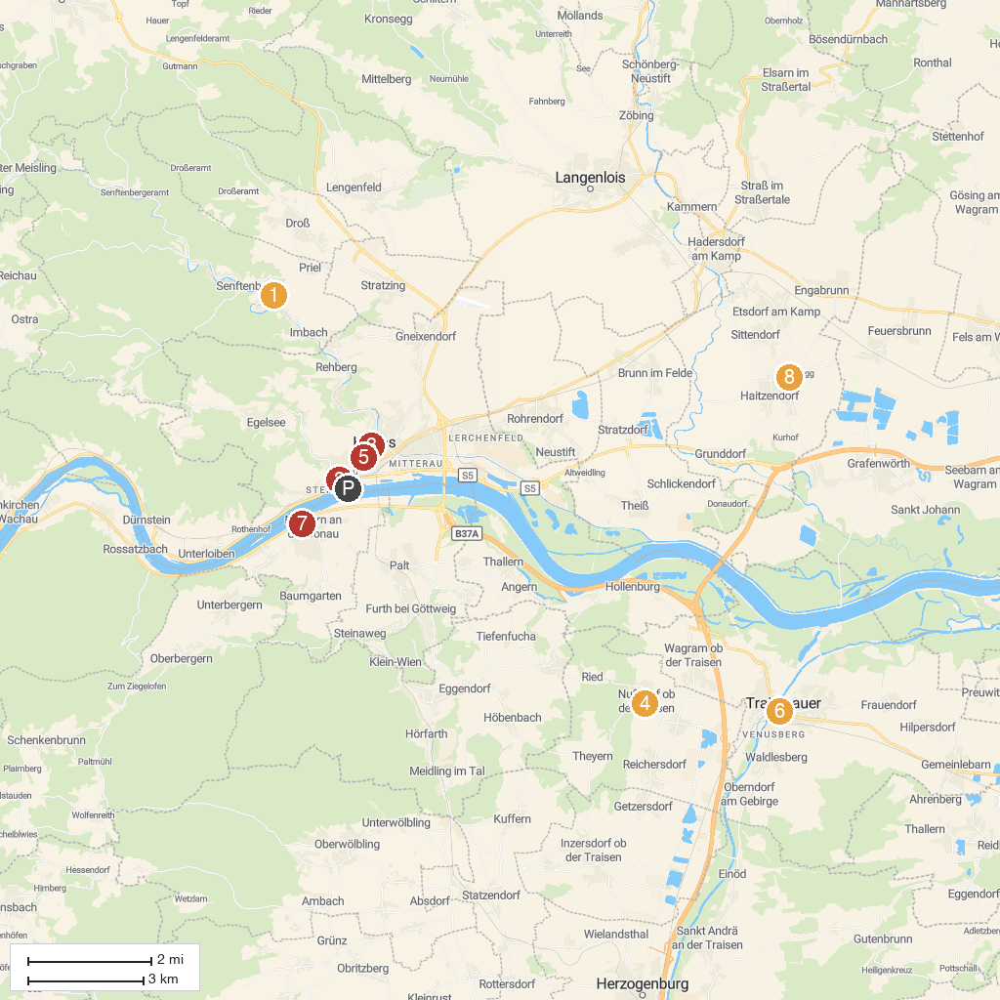 Kronsegg
Schiltern
Möllands
Mannhartsberg
Rieder
Topf
Hauer
Obernholz
Lengenfelderamt
Unterreith
Bösendürnbach
Gutmann
See
Schönberg-
Neustift
Ronthal
Elsarn im
Straßertal
Mittelberg
Neumühle
Fahnberg
Zöbing
Stettenhof
Droßeramt
Langenlois
Lengenfeld
Droßeramt
Senftenbergeramt
Straß im
Straßertale
Gösing am
Wagram
Kammern
Droß
Hadersdorf
am Kamp
Priel
Stratzing
Senftenb
1
Engabrunn
Etsdorf am Kamp
Ostra
Imbach
Gneixendorf
Sittendorf
Feuersbrunn
Fels am W
Rehberg
Brunn im Felde
8
gg
Haitzendorf
Rohrendorf
Egelsee
Stratzdorf
LERCHENFELD
Kurhof
5
MITTERAU
Neustift
Grunddorf
Grafenwörth
Altweidling
S5
S5
Schlickendorf
Seebarn am
Wagram
P
Donaudorf
Theiß
Sankt Johann
Dürnstein
Rothenhof
7
B37A
Rossatzbach
Unterloiben
Palt
Thallern
Angern
Hollenburg
Baumgarten
Unterbergern
Furth bei Göttweig
Steinaweg
Tiefenfucha
Wagram ob
der Traisen
Oberbergern
Klein-Wien
Zum Ziegelofen
Ried
Eggendorf
4
6
Frauendorf
Höbenbach
Hilpersdorf
Hörfarth
VENUSBERG
Schenkenbrunn
Theyern
Waldlesberg
Paltmühl
Reichersdorf
Gemeinlebarn
Plaimberg
Meidling im Tal
Oberndorf
am Gebirge
Ahrenberg
Wolfenreith
Getzersdorf
Unterwölbling
Kuffern
Thallern
Oberwölbling
Inzersdorf ob
der Traisen
Hessendorf
Einöd
Himberg
Eggendorf
Wetzlam
Ambach
Absdorf
Statzendorf
Sankt Andrä
an der Traisen
Wielandsthal
Gutenbrunn
Grünz
2 mi
3 km
Obritzberg
Heiligenkreuz
Pottschall
Rottersdorf
Herzogenburg
Kleinrust